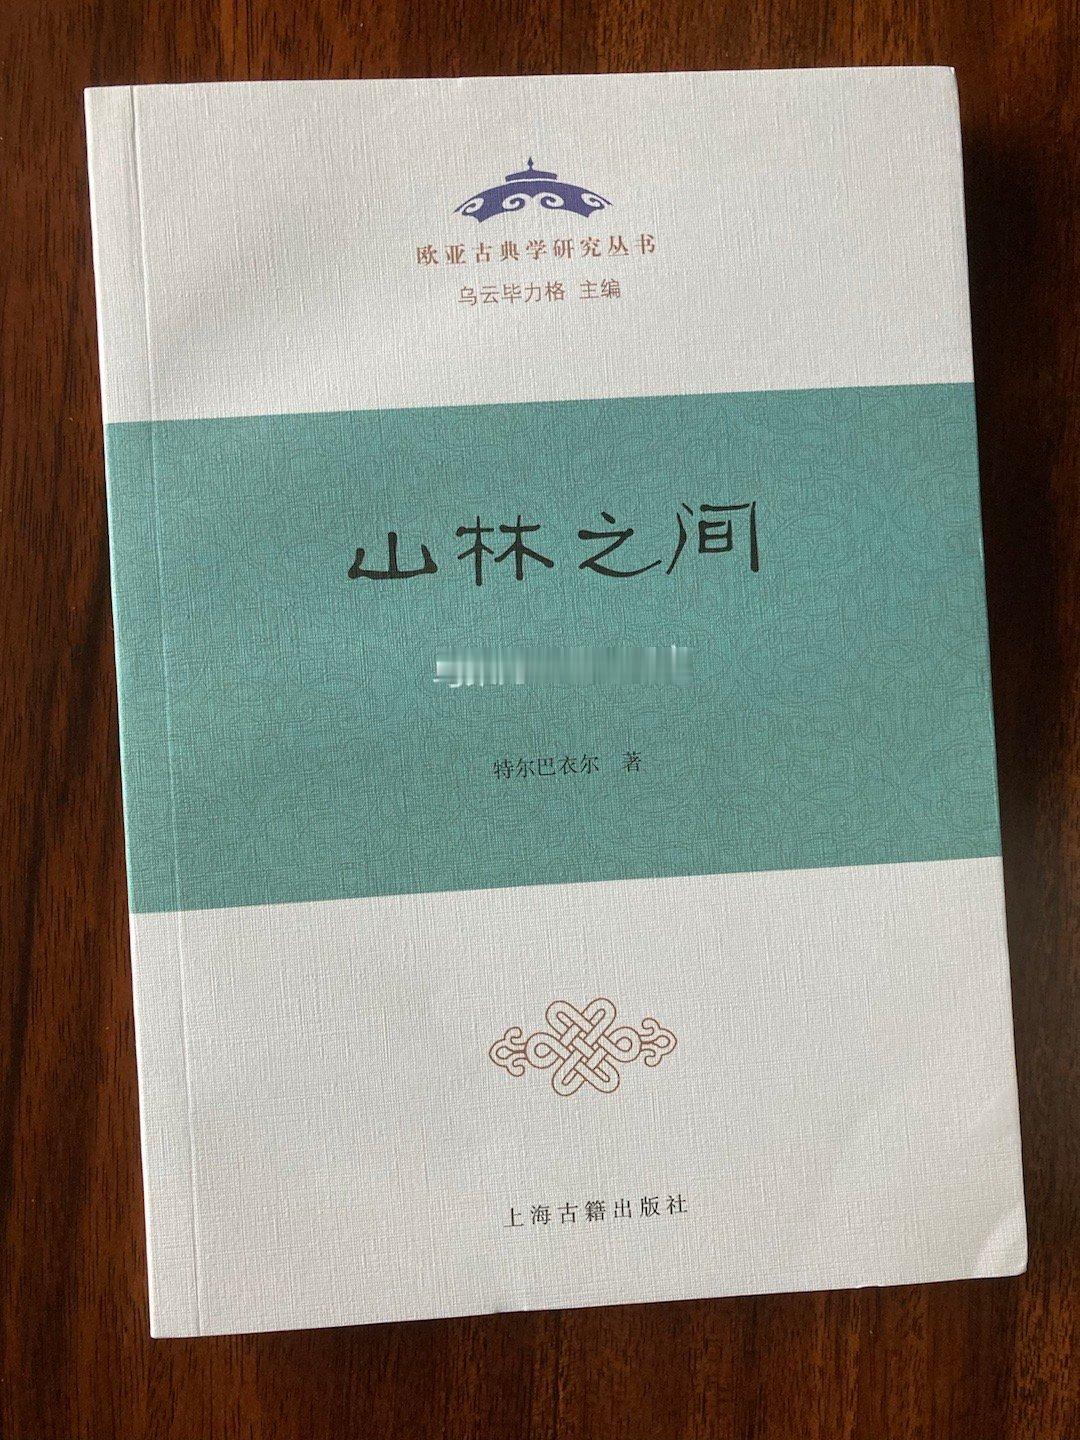 欧亚古典学研究丛书
乌云毕力格 主编
山林之间
特尔巴衣尔 著
上海古籍出版社